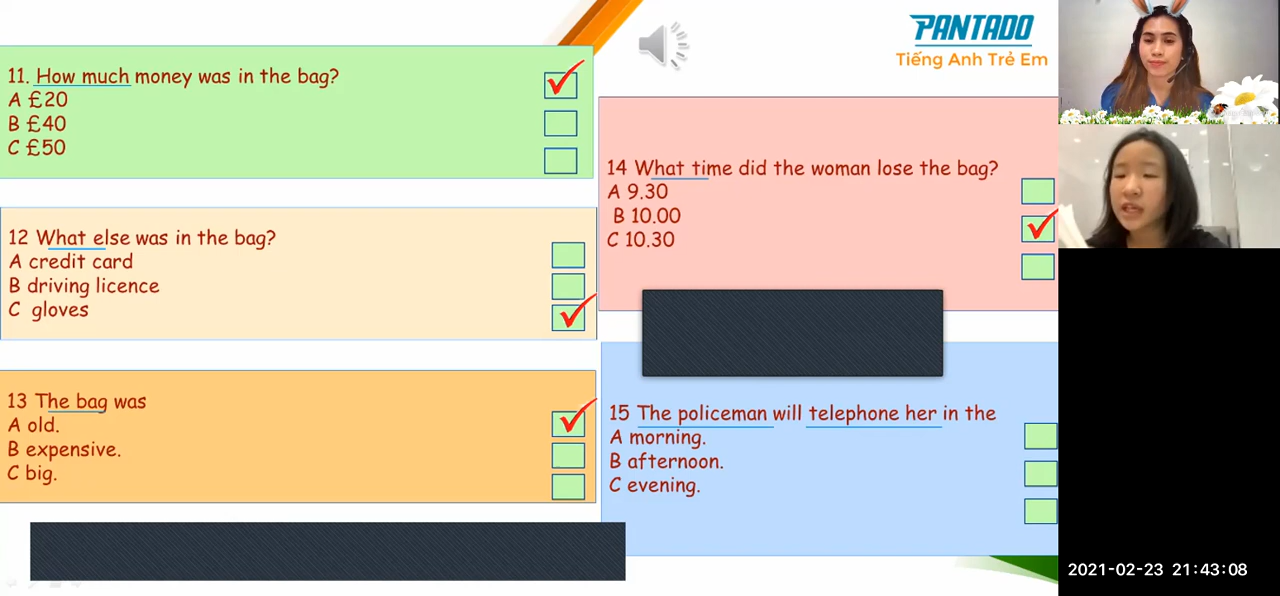 PANTADO
Tiếng Anh Trẻ Em
11. How much money was in the bag?
A £20
B £40
C £50
12 What else was in the bag?
A credit card
B driving licence
C gloves
13 The bag was
A old.
B expensive.
C big.
14 What time did the woman lose the bag?
A 9.30
B 10.00
C 10.30
15 The policeman will telephone her in the
A morning.
B afternoon.
C evening.
2021-02-23 21:43:08